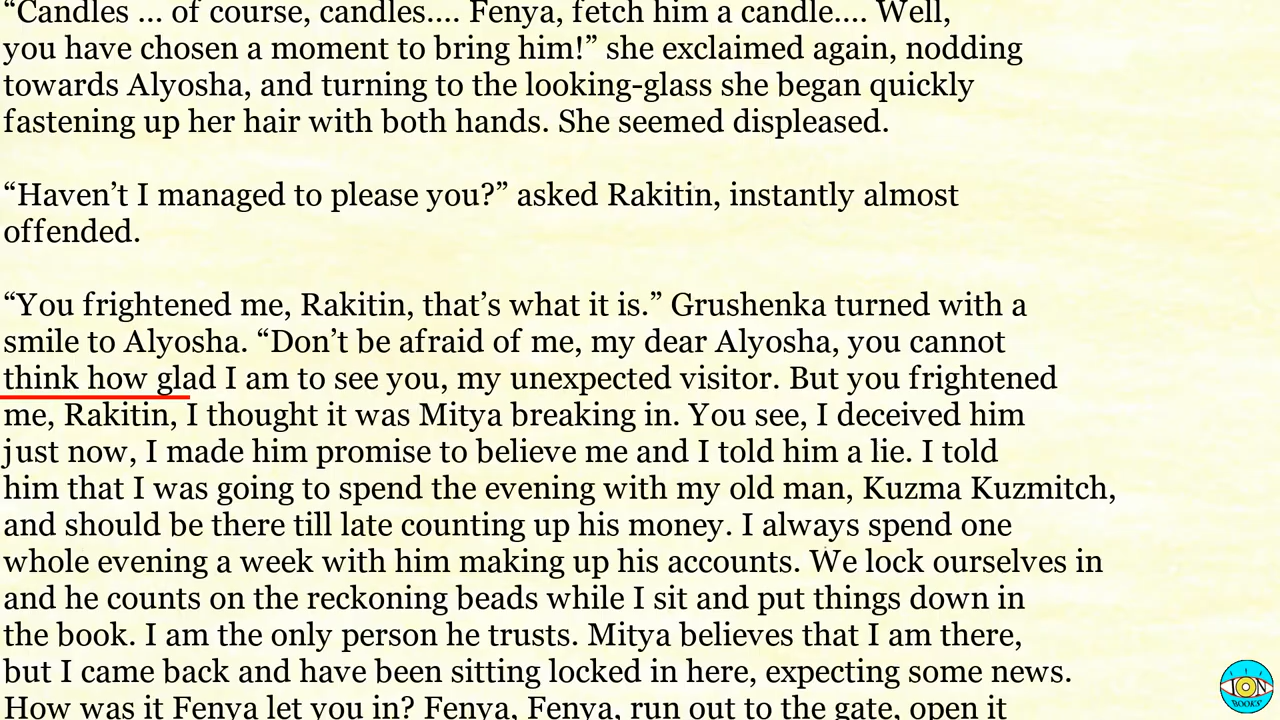 “Candles ... of course, candles.... Fenya, fetch him a candle.... Well,
you have chosen a moment to bring him!” she exclaimed again, nodding
towards Alyosha, and turning to the looking-glass she began quickly
fastening up her hair with both hands. She seemed displeased.
“Haven’t I managed to please you?” asked Rakitin, instantly almost
offended.
“You frightened me, Rakitin, that’s what it is.” Grushenka turned with a
smile to Alyosha. “Don’t be afraid of me, my dear Alyosha, you cannot
think how glad I am to see you, my unexpected visitor. But you frightened
me, Rakitin, I thought it was Mitya breaking in. You see, I deceived him
just now, I made him promise to believe me and I told him a lie. I told
him that I was going to spend the evening with my old man, Kuzma Kuzmitch,
and should be there till late counting up his money. I always spend one
whole evening a week with him making up his accounts. We lock ourselves in
and he counts on the reckoning beads while I sit and put things down in
the book. I am the only person he trusts. Mitya believes that I am there,
but I came back and have been sitting locked in here, expecting some news.
How was it Fenya let you in? Fenya, Fenya, run out to the gate, open it
ION
BOOKS